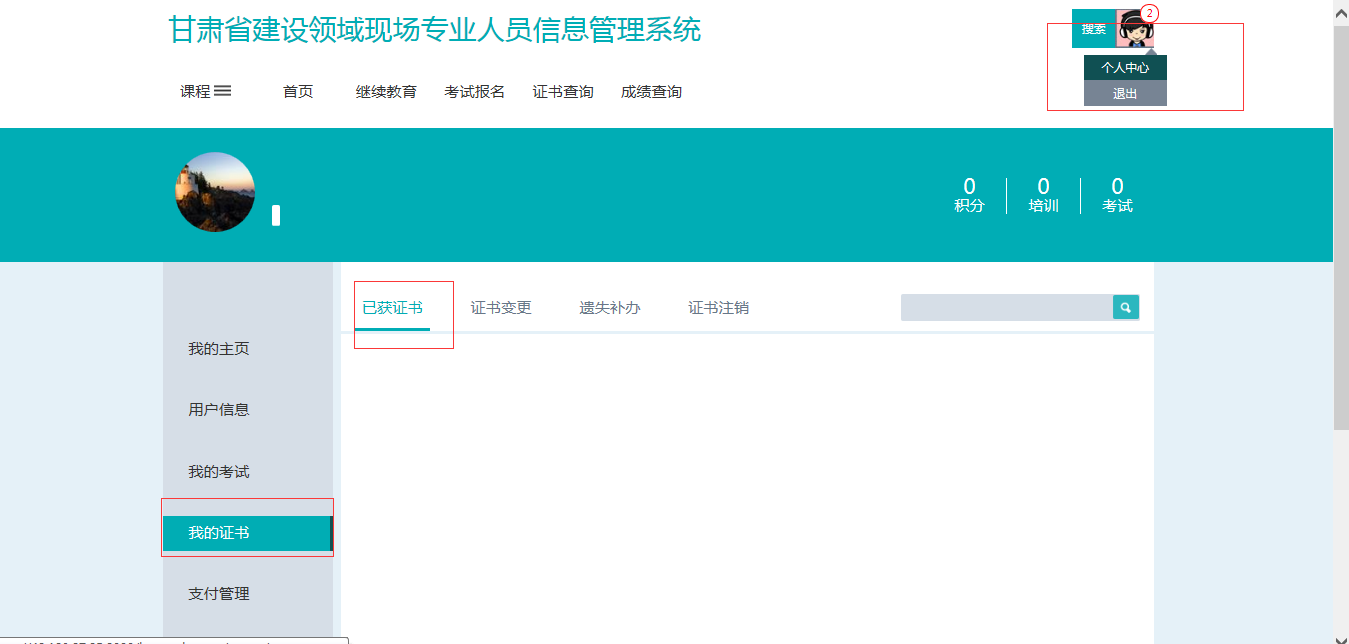 甘肃省建设领域现场专业人员信息管理系统
搜索
2
个人中心
退出
课程 首页 继续教育 考试报名 证书查询 成绩查询
0 0 0
积分 培训 考试
已获证书 证书变更 遗失补办 证书注销
我的主页
用户信息
我的考试
我的证书
支付管理